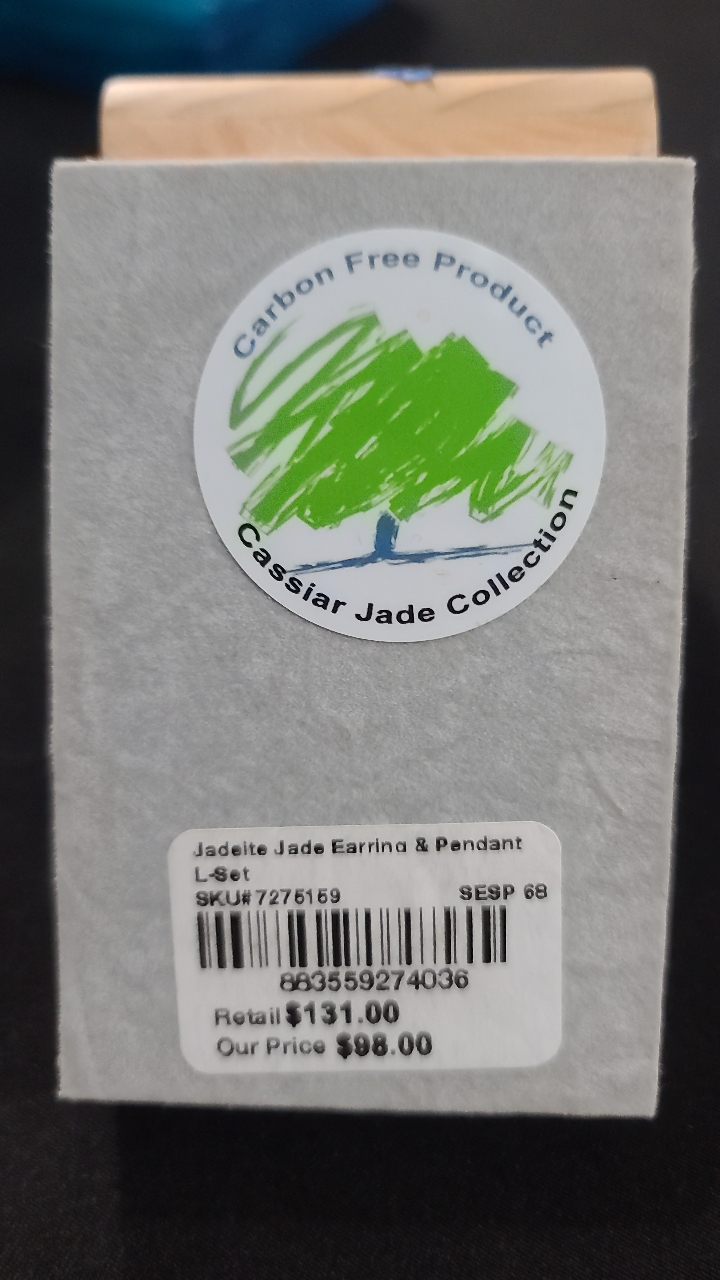 Carbon Free Product
Cassiar Jade Collection
Jadeite Jade Earring & Pendant
L-Set
SKU# 7275159 SESP 68
883559274036
Retail $131.00
Our Price $98.00